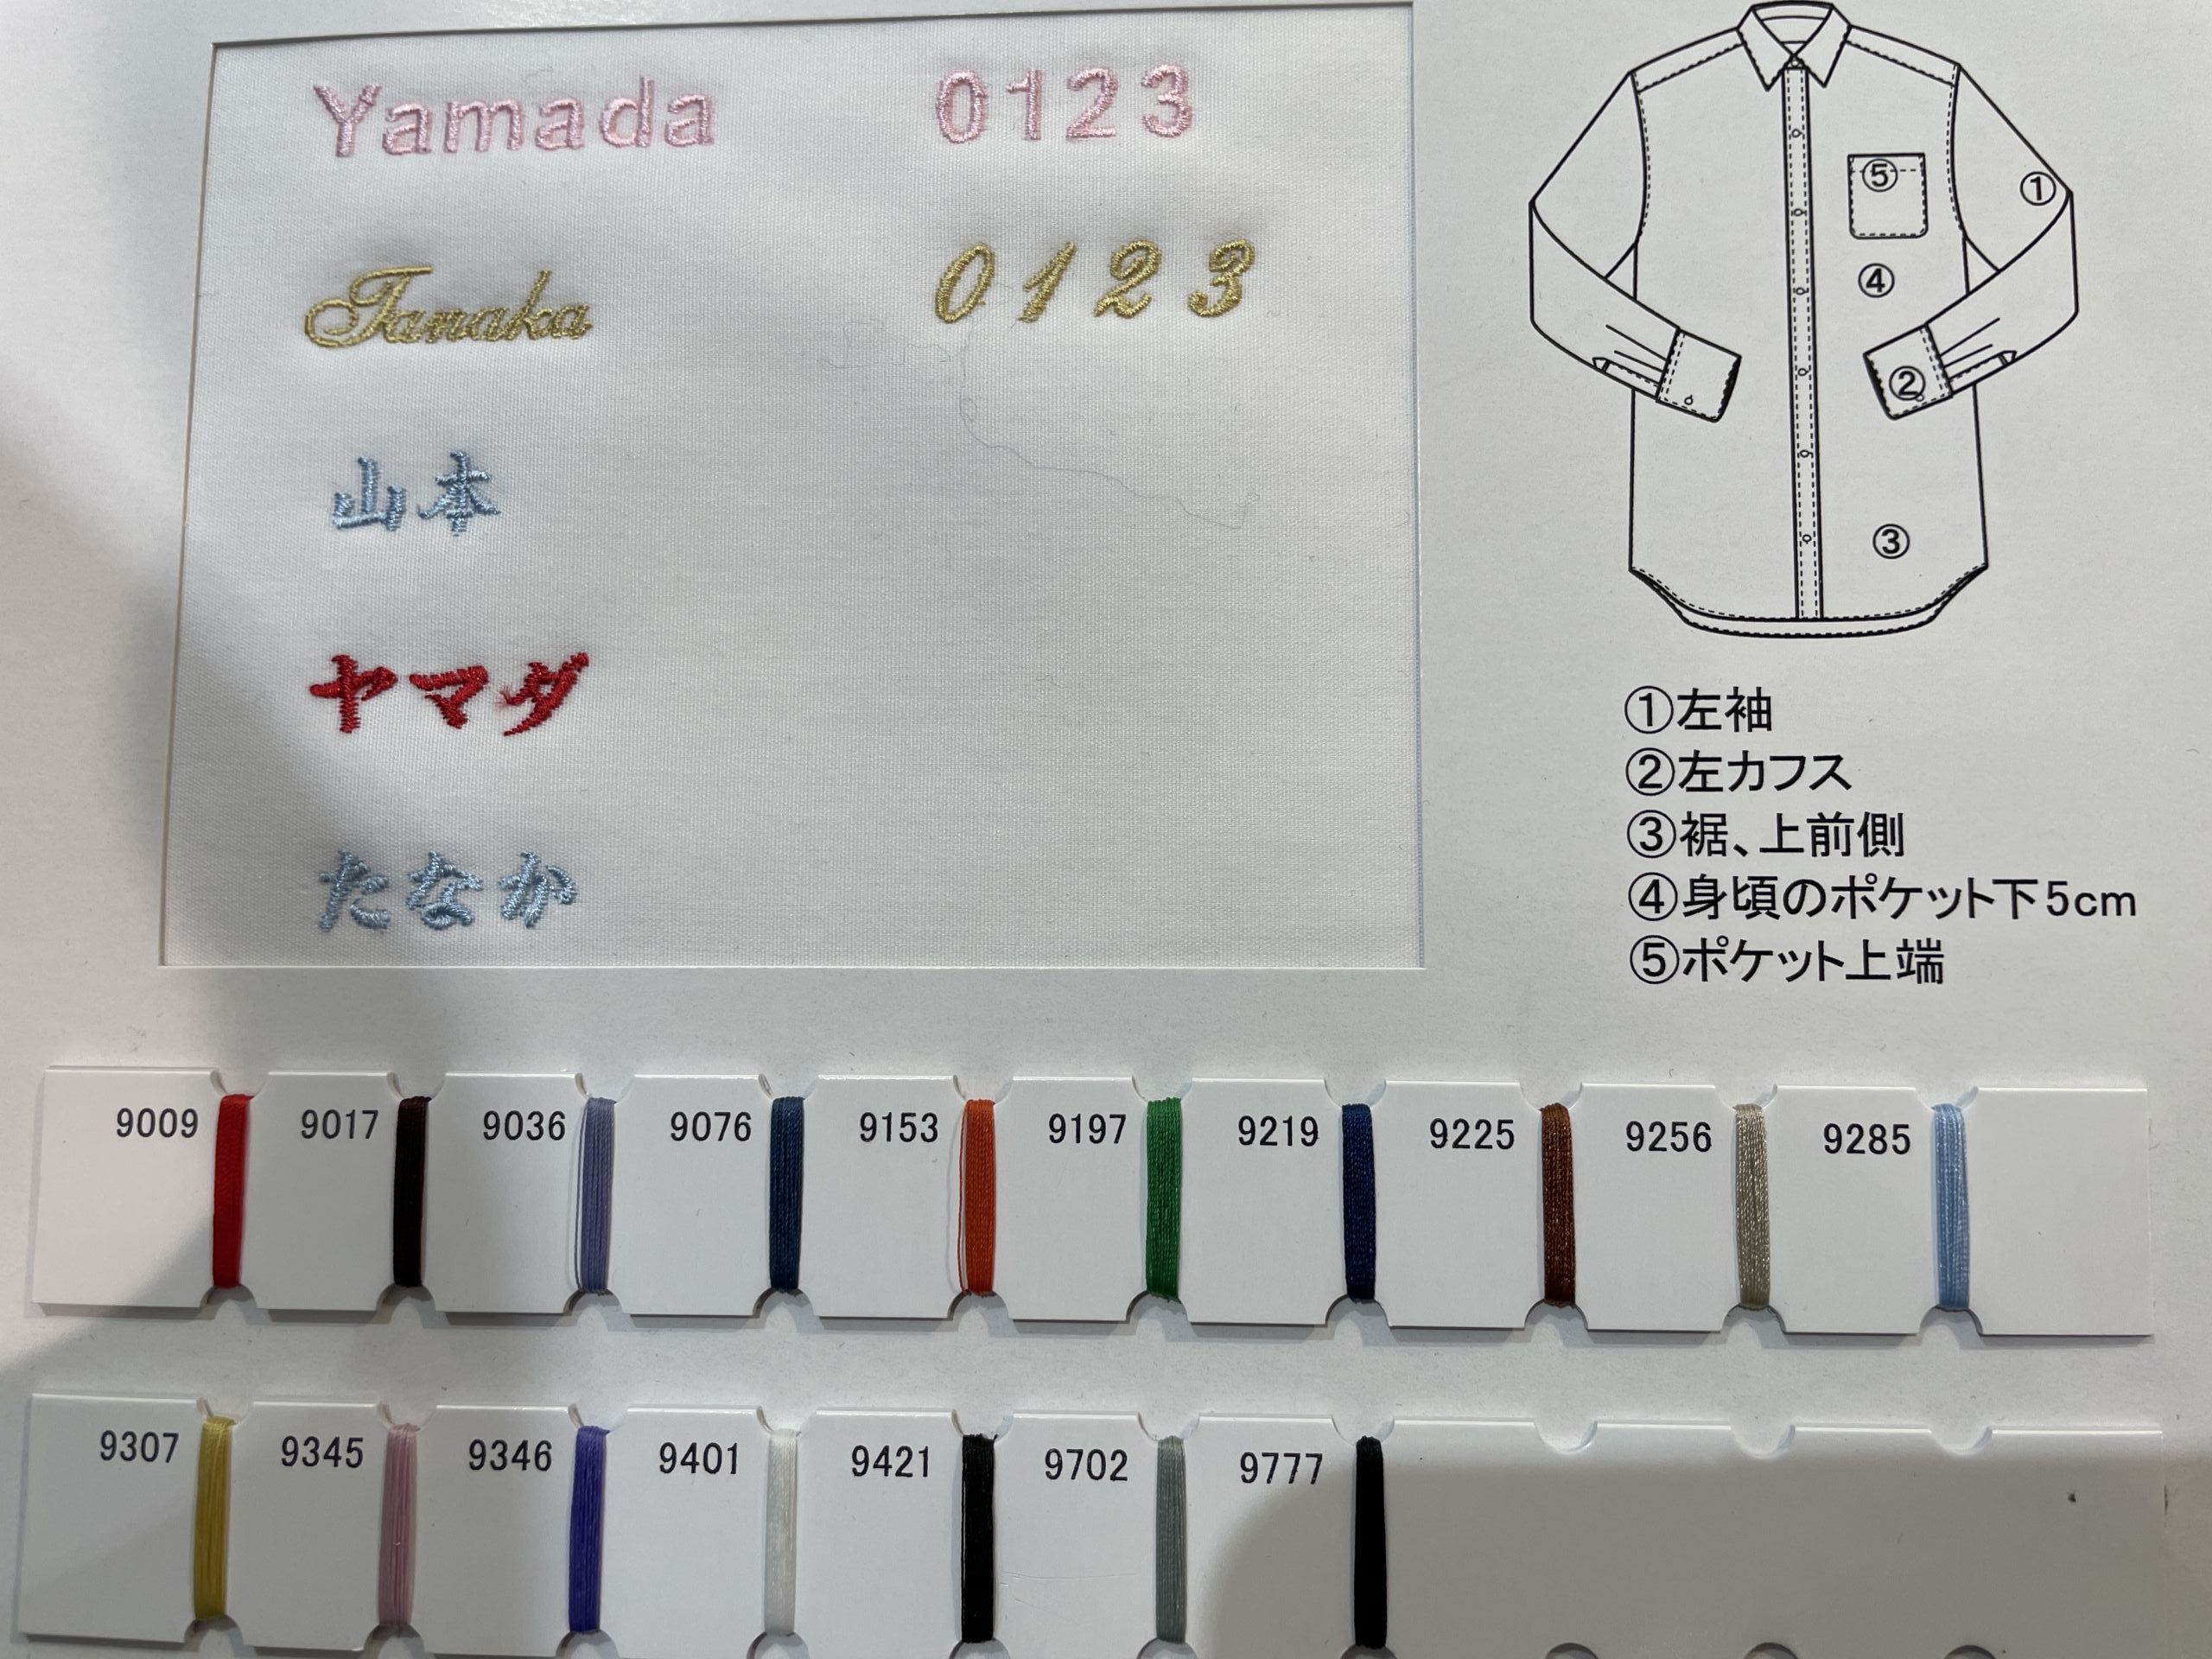 Yamada 0123
Tanaka 0123
山本
ヤマダ
たなか
⑤
①
④
②
③
①左袖
②左カフス
③裾、上前側
④身頃のポケット下5cm
⑤ポケット上端
9009 9017 9036 9076 9153 9197 9219 9225 9256 9285
9307 9345 9346 9401 9421 9702 9777